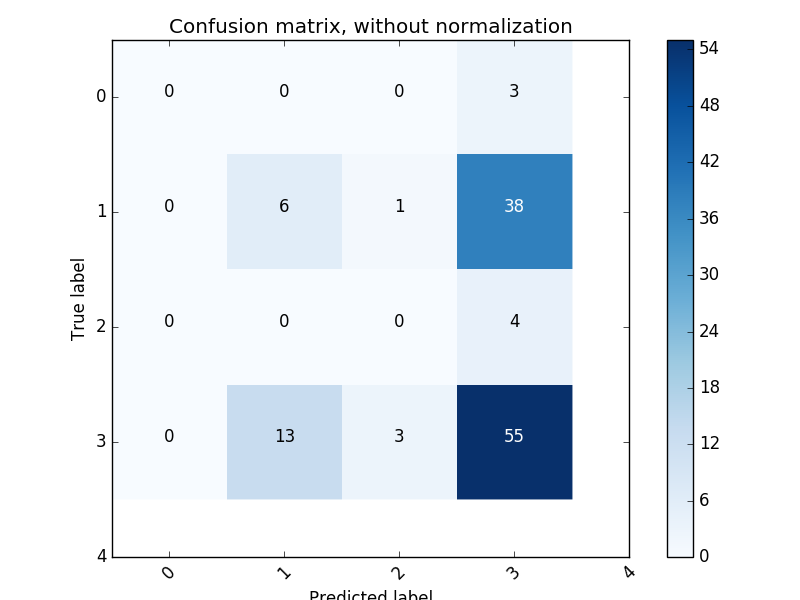 Confusion matrix, without normalization
0 0 0 0 3
1 0 6 1 38
2 0 0 0 4
3 0 13 3 55
4
0 1 2 3 4
True label
Predicted label
54
48
42
36
30
24
18
12
6
0